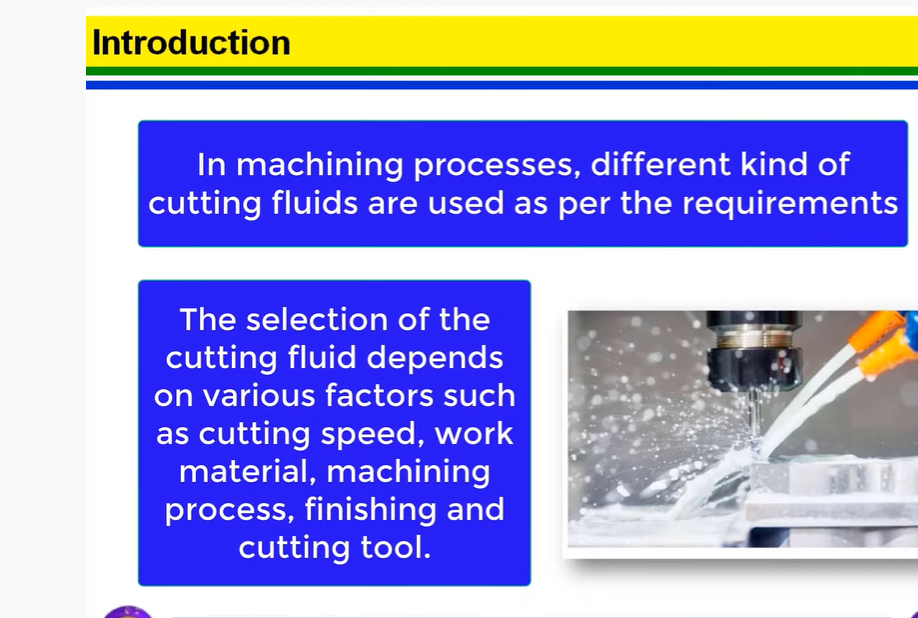 Introduction
In machining processes, different kind of
cutting fluids are used as per the requirements
The selection of the
cutting fluid depends
on various factors such
as cutting speed, work
material, machining
process, finishing and
cutting tool.